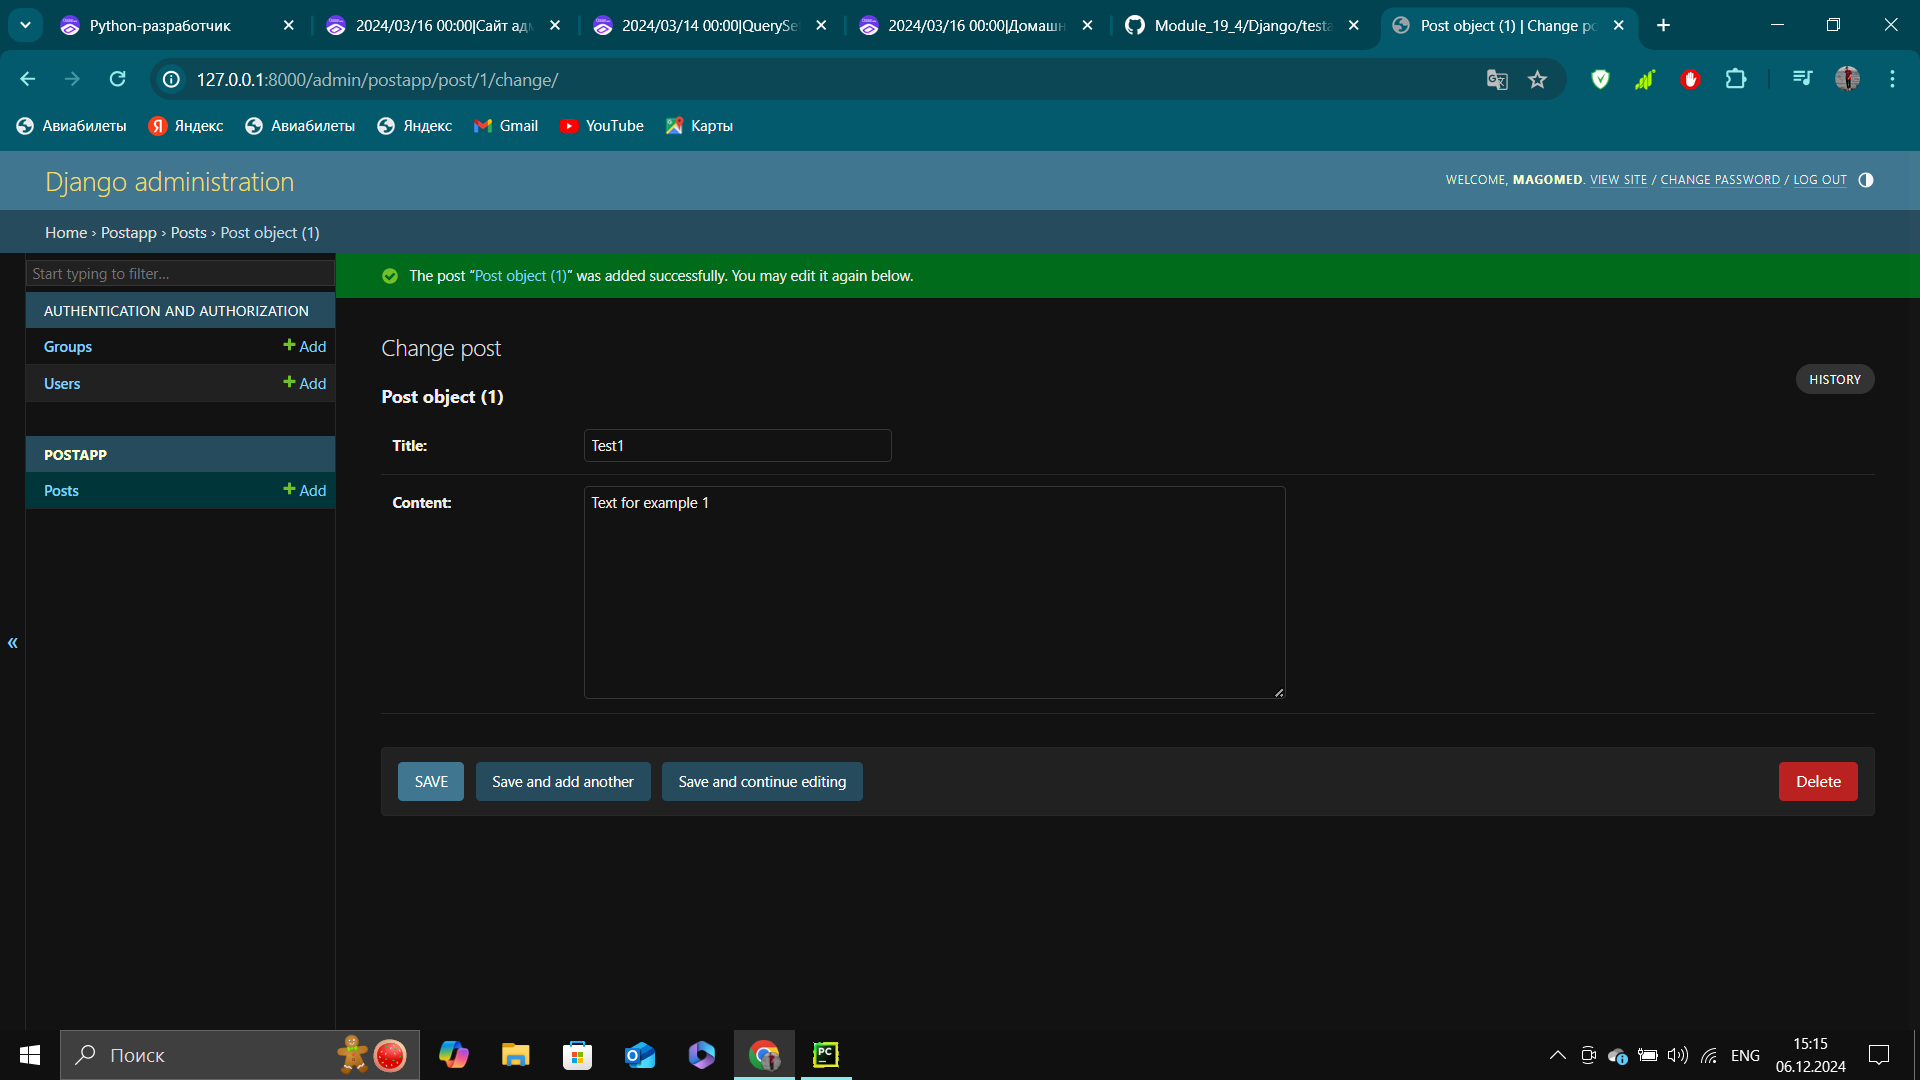 Python-разработчик
2024/03/16 00:00|Сайт адм
2024/03/14 00:00|QuerySe
2024/03/16 00:00|Домашн
Module_19_4/Django/testa
Post object (1) | Change po
127.0.0.1:8000/admin/postapp/post/1/change/
Авиабилеты
Яндекс
Авиабилеты
Яндекс
Gmail
YouTube
Карты
Django administration
WELCOME, MAGOMED. VIEW SITE / CHANGE PASSWORD / LOG OUT
Home › Postapp › Posts › Post object (1)
Start typing to filter...
The post “Post object (1)” was added successfully. You may edit it again below.
AUTHENTICATION AND AUTHORIZATION
Groups
Add
Users
Add
POSTAPP
Posts
Add
«
Change post
HISTORY
Post object (1)
Title:
Test1
Content:
Text for example 1
SAVE
Save and add another
Save and continue editing
Delete
Поиск
PC
ENG
15:15
06.12.2024